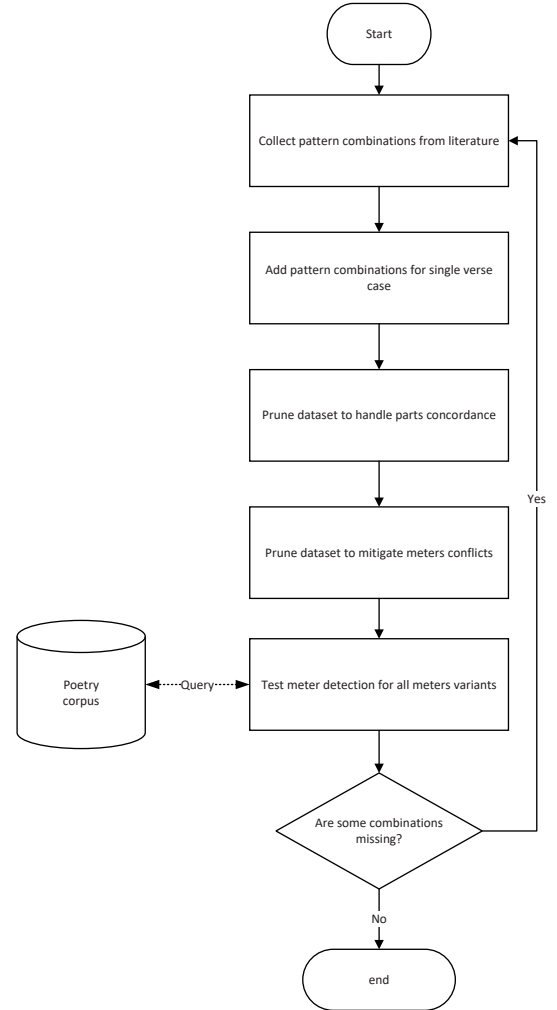 Start
Collect pattern combinations from literature
Add pattern combinations for single verse
case
Prune dataset to handle parts concordance
Prune dataset to mitigate meters conflicts
Poetry
corpus
Query
Test meter detection for all meters variants
Are some combinations
missing?
Yes
No
end